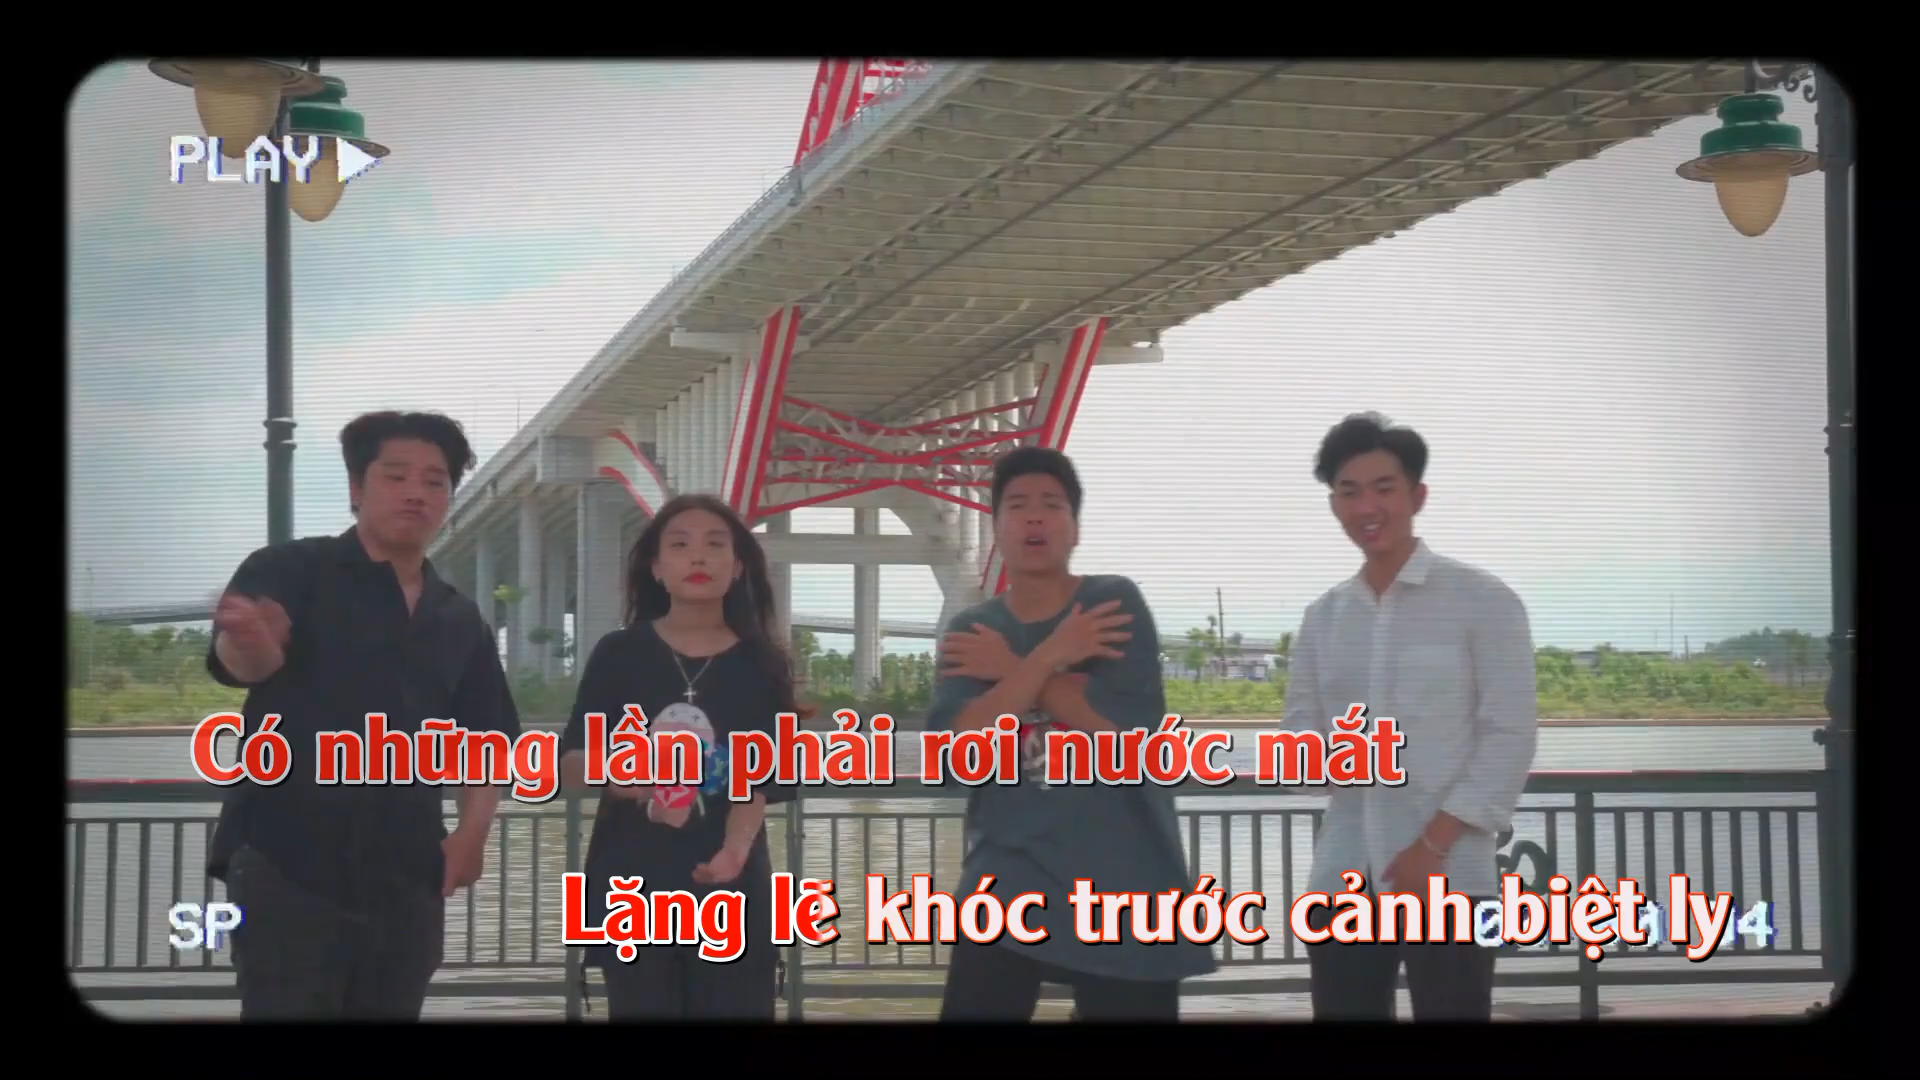 PLAY
Có những lần phải rơi nước mắt
Lặng lẽ khóc trước cảnh biệt ly
SP